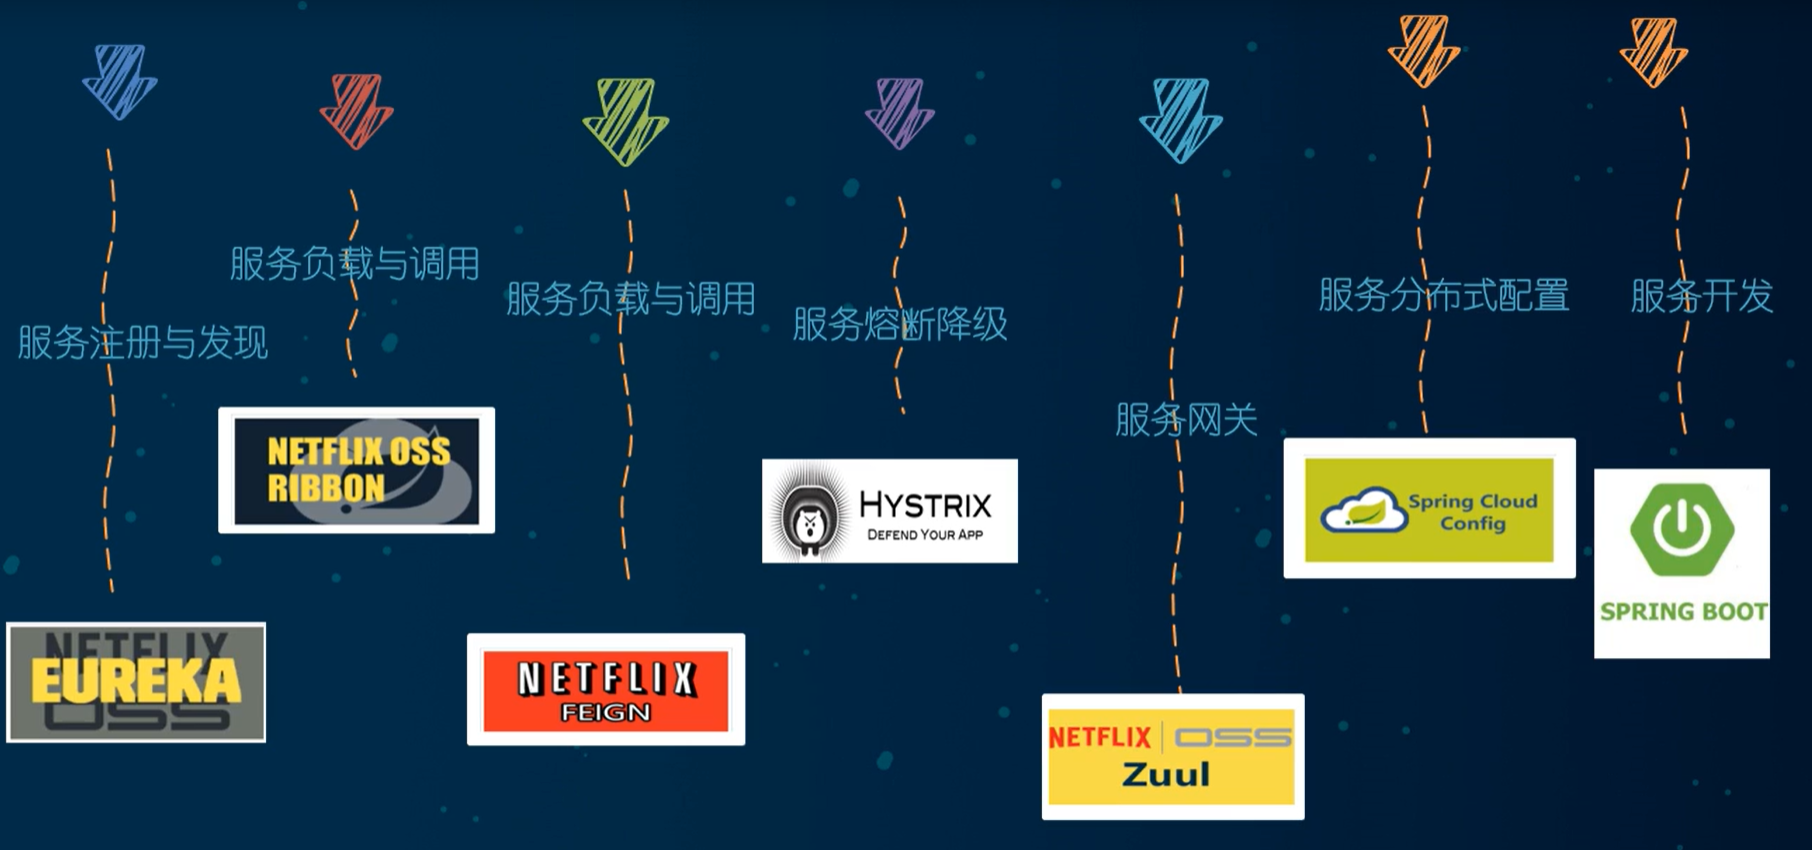 服务注册与发现
NETFLIX
EUREKA
OSS
服务负载与调用
NETFLIX OSS
RIBBON
服务负载与调用
NETFLIX
FEIGN
服务熔断降级
HYSTRIX
DEFEND YOUR APP
服务网关
NETFLIX | OSS
Zuul
服务分布式配置
Spring Cloud
Config
服务开发
SPRING BOOT